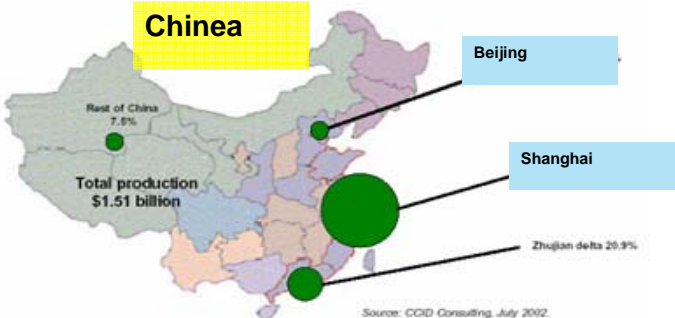 Chinea
Beijing
Rest of China
7.5%
Shanghai
Total production
$1.51 billion
Zhujian delta 20.9%
Source: CCID Consulting, July 2002.